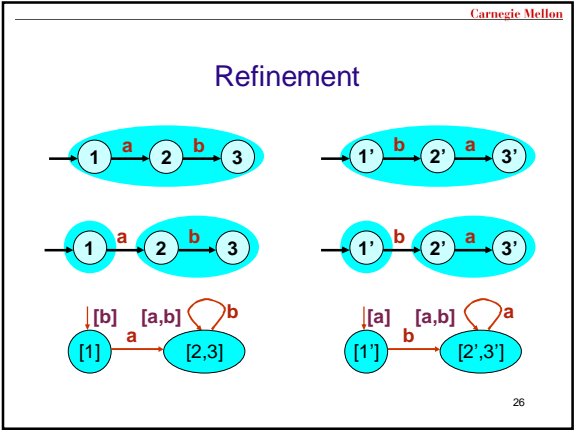 Carnegie Mellon
Refinement
1 a 2 b 3
1' b 2' a 3'
1 a 2 b 3
1' b 2' a 3'
[b] [a,b] b
[1] a [2,3]
[a] [a,b] a
[1'] b [2',3']
26